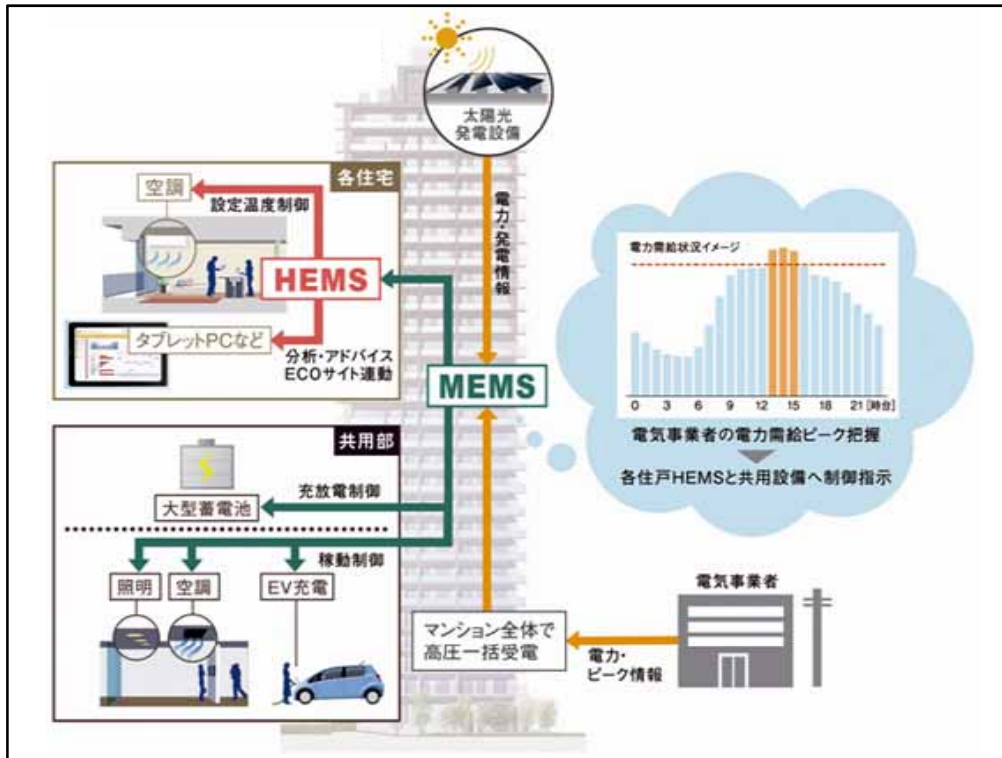 太陽光
発電設備
各住宅
空調
設定温度制御
HEMS
タブレットPCなど
分析・アドバイス
ECOサイト連動
電力・発電情報
MEMS
電力需給状況イメージ
0 3 6 9 12 15 18 21[時台]
電気事業者の電力需給ピーク把握
各住戸HEMSと共用設備へ制御指示
共用部
大型蓄電池
充放電制御
稼動制御
照明
空調
EV充電
マンション全体で
高圧一括受電
電力・
ピーク情報
電気事業者